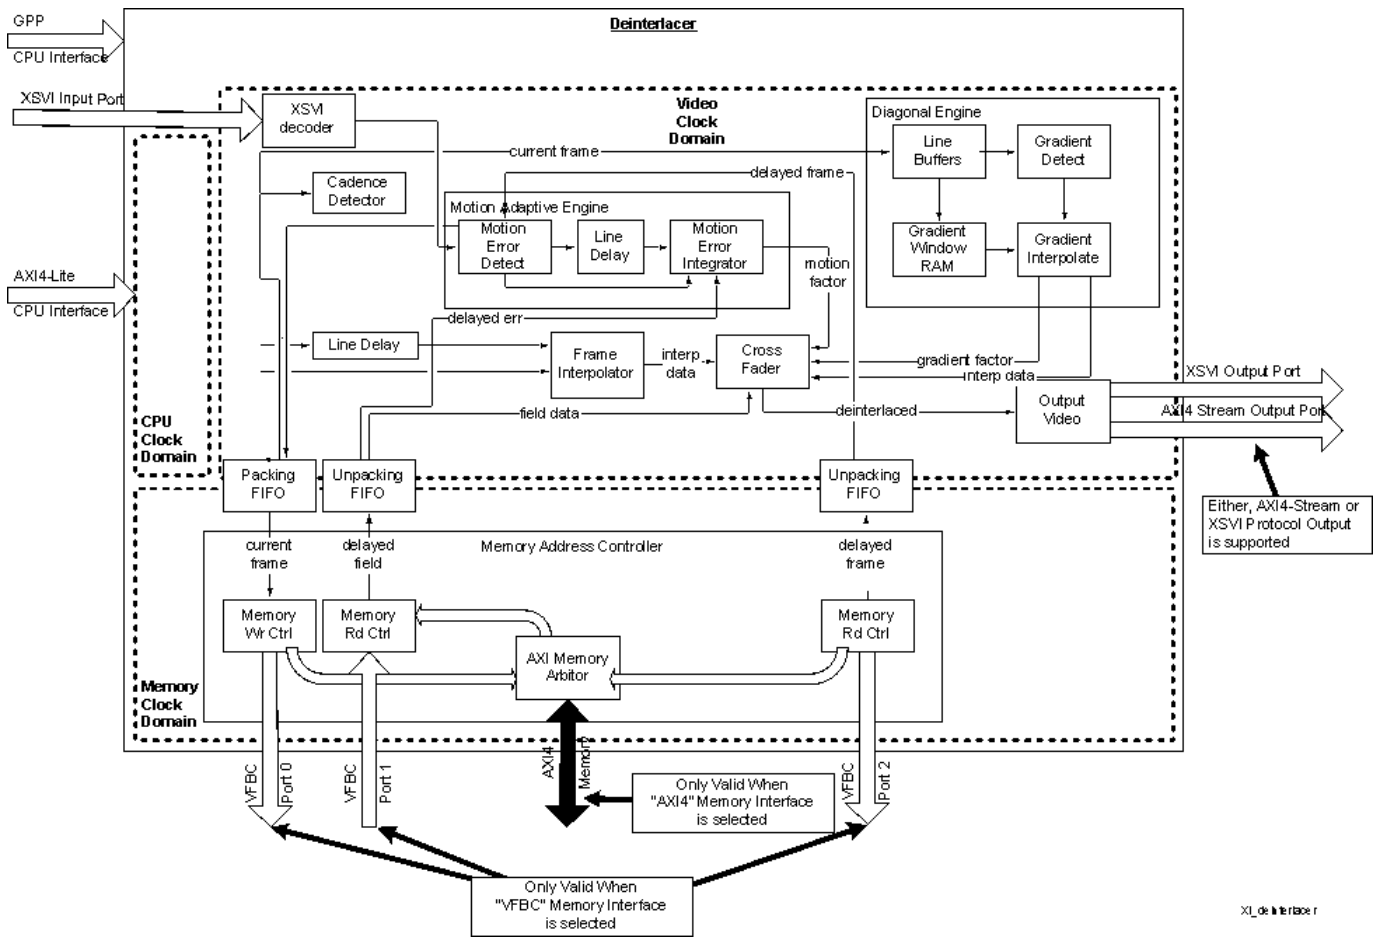 Deinterlacer
GPP
CPU Interface
XSVI Input Port
XSVI
decoder
Video
Clock
Domain
Diagonal Engine
Line
Buffers
Gradient
Detect
current frame
delayed frame
Cadence
Detector
Motion Adaptive Engine
Motion
Error
Detect
Line
Delay
Motion
Error
Integrator
Gradient
Window
RAM
Gradient
Interpolate
motion
factor
AXI4-Lite
CPU Interface
delayed err
Line Delay
Frame
Interpolator
interp
data
Cross
Fader
gradient factor
interp data
XSVI Output Port
field data
deinterlaced
Output
Video
AXI4 Stream Output Port
CPU
Clock
Domain
Packing
FIFO
Unpacking
FIFO
Unpacking
FIFO
Either, AXI4-Stream or
XSVI Protocol Output
is supported
current
frame
delayed
field
Memory Address Controller
delayed
frame
Memory
Wr Ctrl
Memory
Rd Ctrl
Memory
Rd Ctrl
AXI Memory
Arbitor
Memory
Clock
Domain
VFBC
Port 0
VFBC
Port 1
AXI4
Memory
VFBC
Port 2
Only Valid When
"AXI4" Memory Interface
is selected
Only Valid When
"VFBC" Memory Interface
is selected